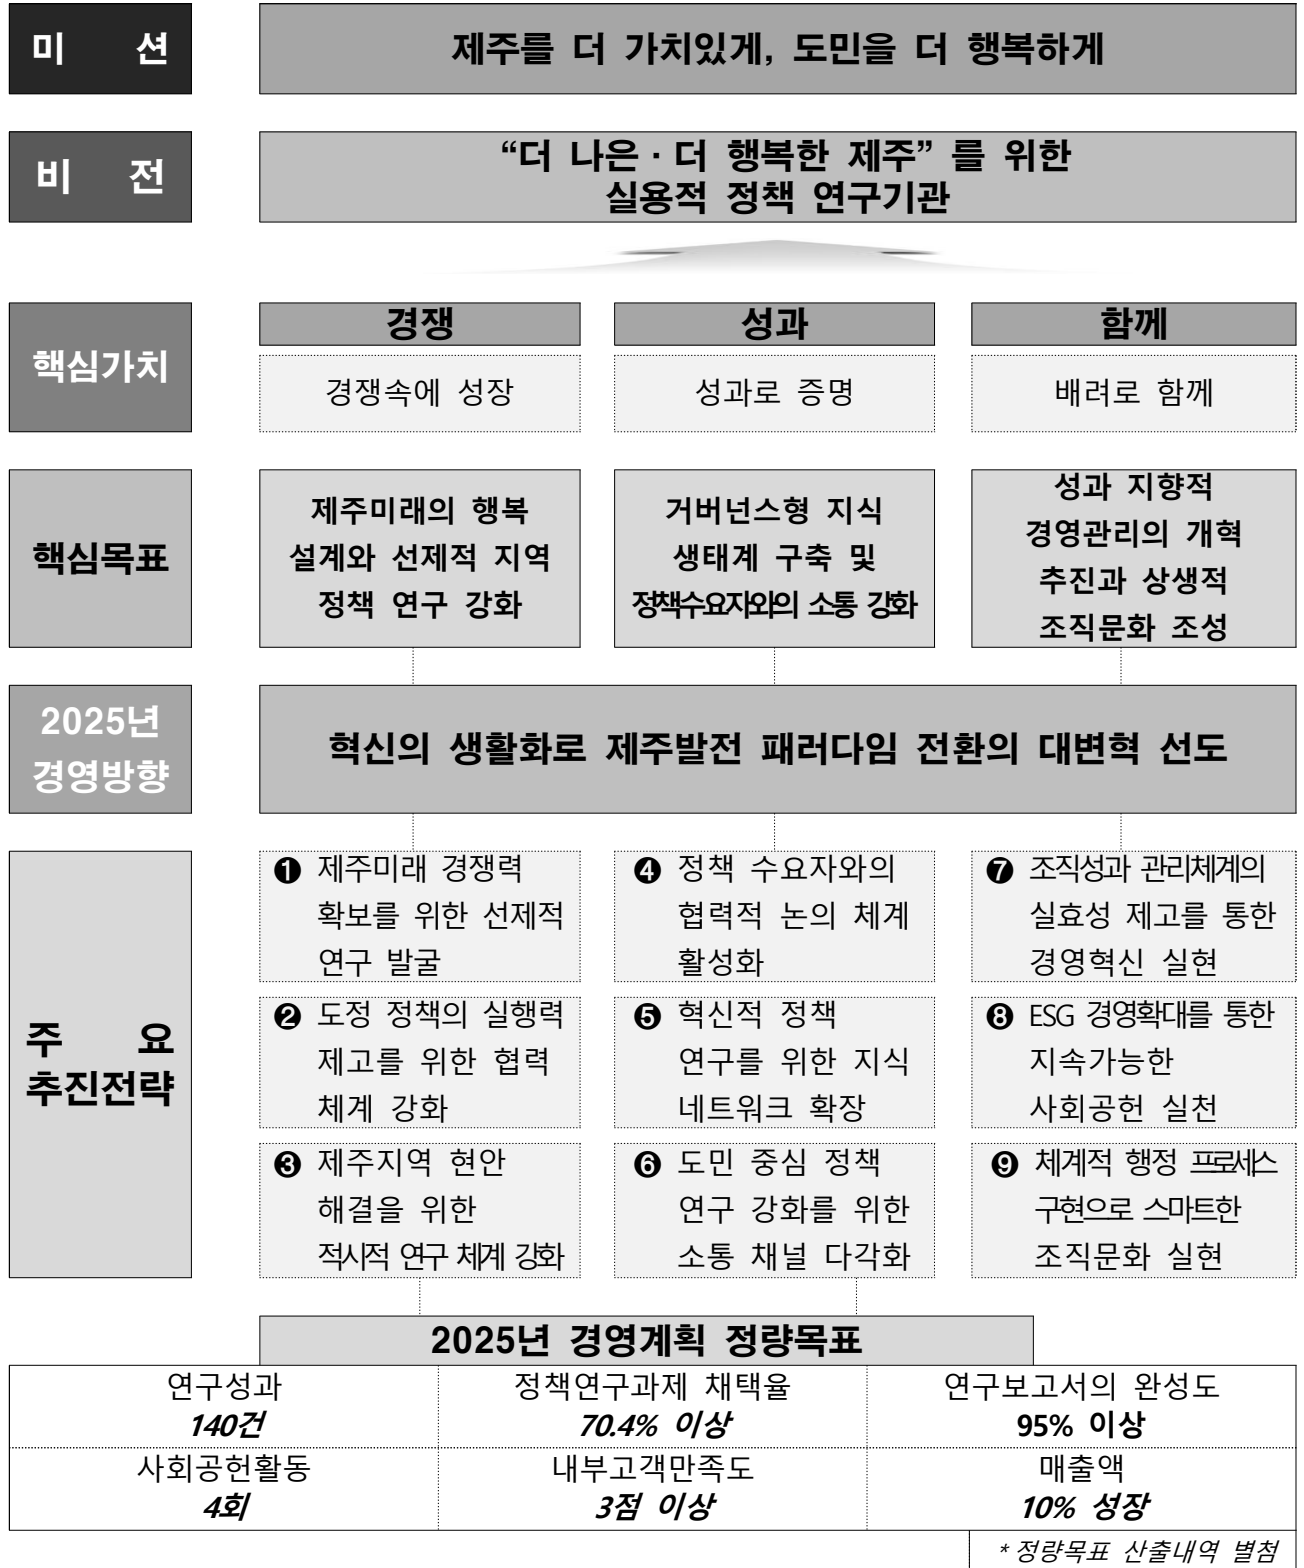 미 션
제주를 더 가치있게, 도민을 더 행복하게
비 전
“더 나은 · 더 행복한 제주” 를 위한
실용적 정책 연구기관
핵심가치
경쟁
경쟁속에 성장
성과
성과로 증명
함께
배려로 함께
핵심목표
제주미래의 행복
설계와 선제적 지역
정책 연구 강화
거버넌스형 지식
생태계 구축 및
정책수요자와의 소통 강화
성과 지향적
경영관리의 개혁
추진과 상생적
조직문화 조성
2025년
경영방향
혁신의 생활화로 제주발전 패러다임 전환의 대변혁 선도
주 요
추진전략
❶ 제주미래 경쟁력
확보를 위한 선제적
연구 발굴
❷ 도정 정책의 실행력
제고를 위한 협력
체계 강화
❸ 제주지역 현안
해결을 위한
적시적 연구 체계 강화
❹ 정책 수요자와의
협력적 논의 체계
활성화
❺ 혁신적 정책
연구를 위한 지식
네트워크 확장
❻ 도민 중심 정책
연구 강화를 위한
소통 채널 다각화
❼ 조직성과 관리체계의
실효성 제고를 통한
경영혁신 실현
❽ ESG 경영확대를 통한
지속가능한
사회공헌 실천
❾ 체계적 행정 프로세스
구현으로 스마트한
조직문화 실현
2025년 경영계획 정량목표
연구성과
140건
정책연구과제 채택율
70.4% 이상
연구보고서의 완성도
95% 이상
사회공헌활동
4회
내부고객만족도
3점 이상
매출액
10% 성장
* 정량목표 산출내역 별첨